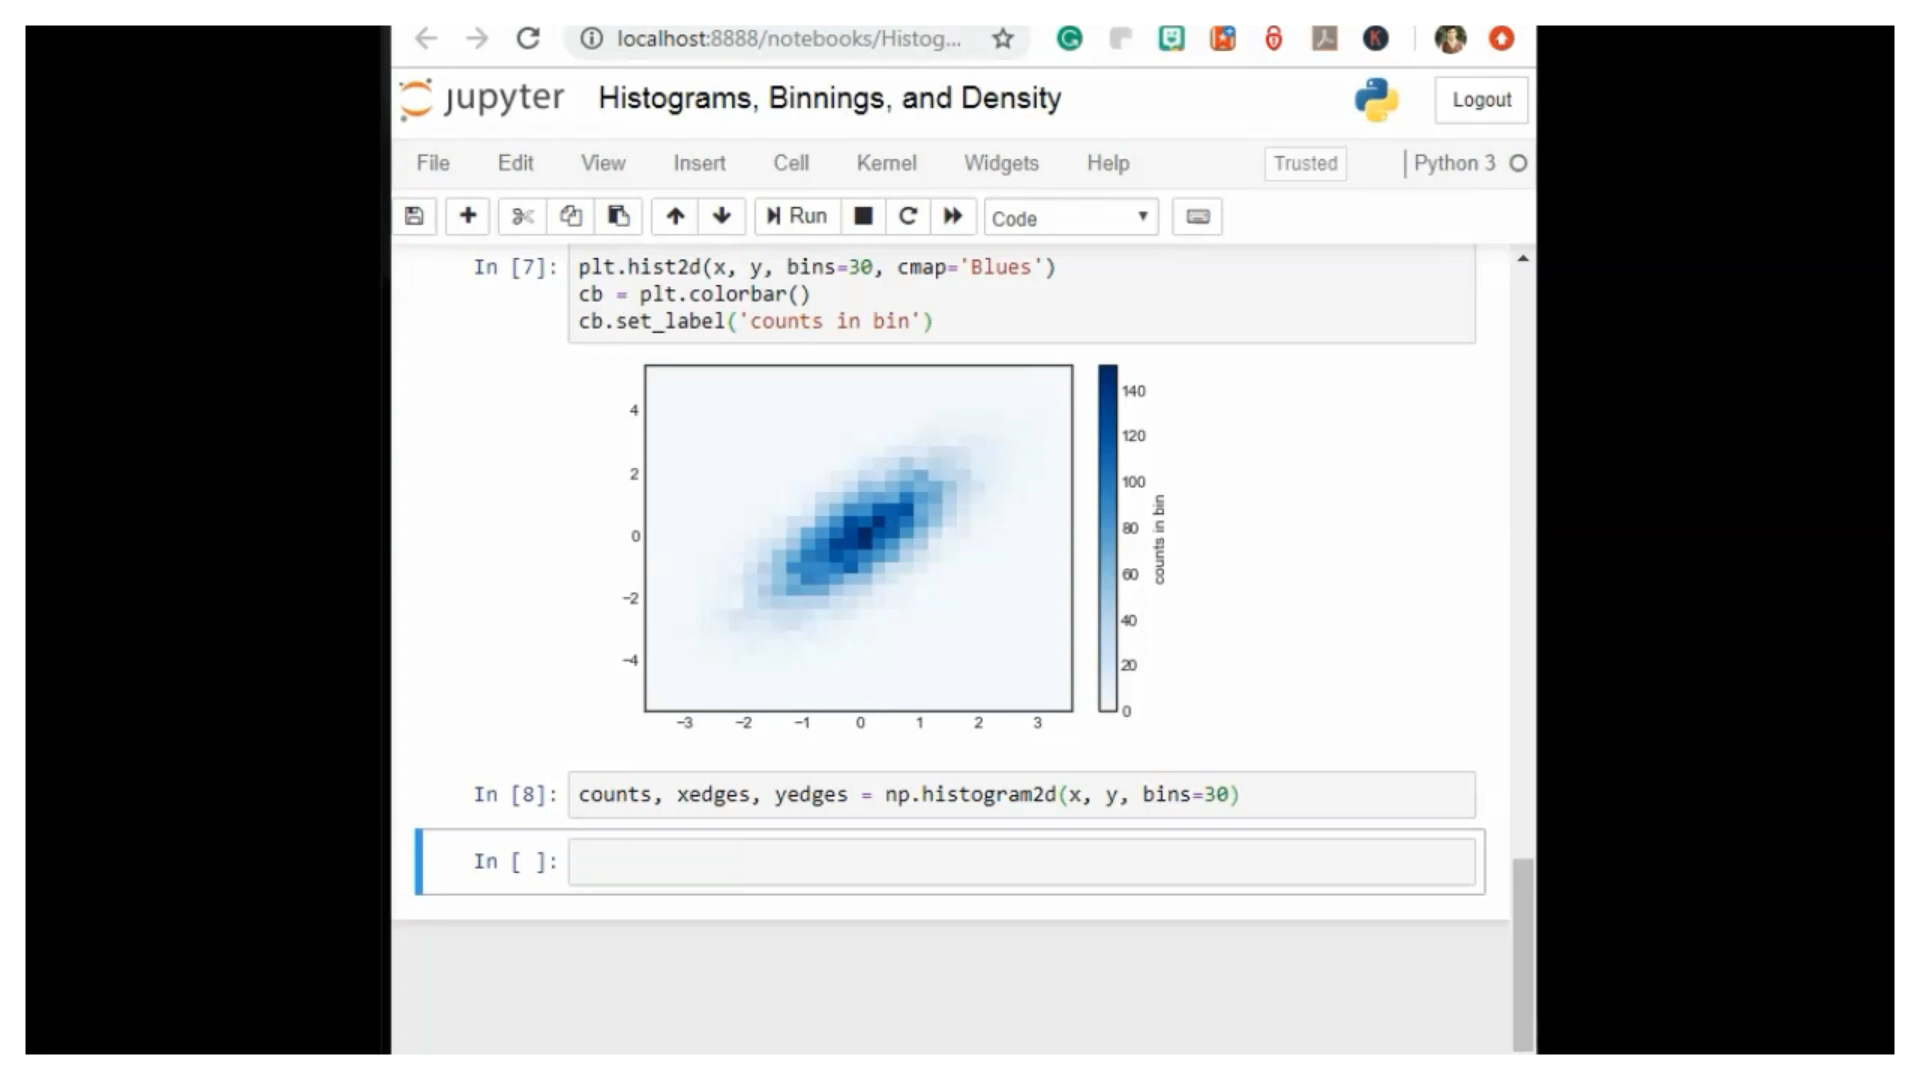 localhost:8888/notebooks/Histog...
jupyter Histograms, Binnings, and Density Logout
File Edit View Insert Cell Kernel Widgets Help Trusted Python 3
Run Code
In [7]: plt.hist2d(x, y, bins=30, cmap='Blues')
cb = plt.colorbar()
cb.set_label('counts in bin')
4
2
0
−2
−4
−3 −2 −1 0 1 2 3
140
120
100
80
60
40
20
0
counts in bin
In [8]: counts, xedges, yedges = np.histogram2d(x, y, bins=30)
In [ ]: